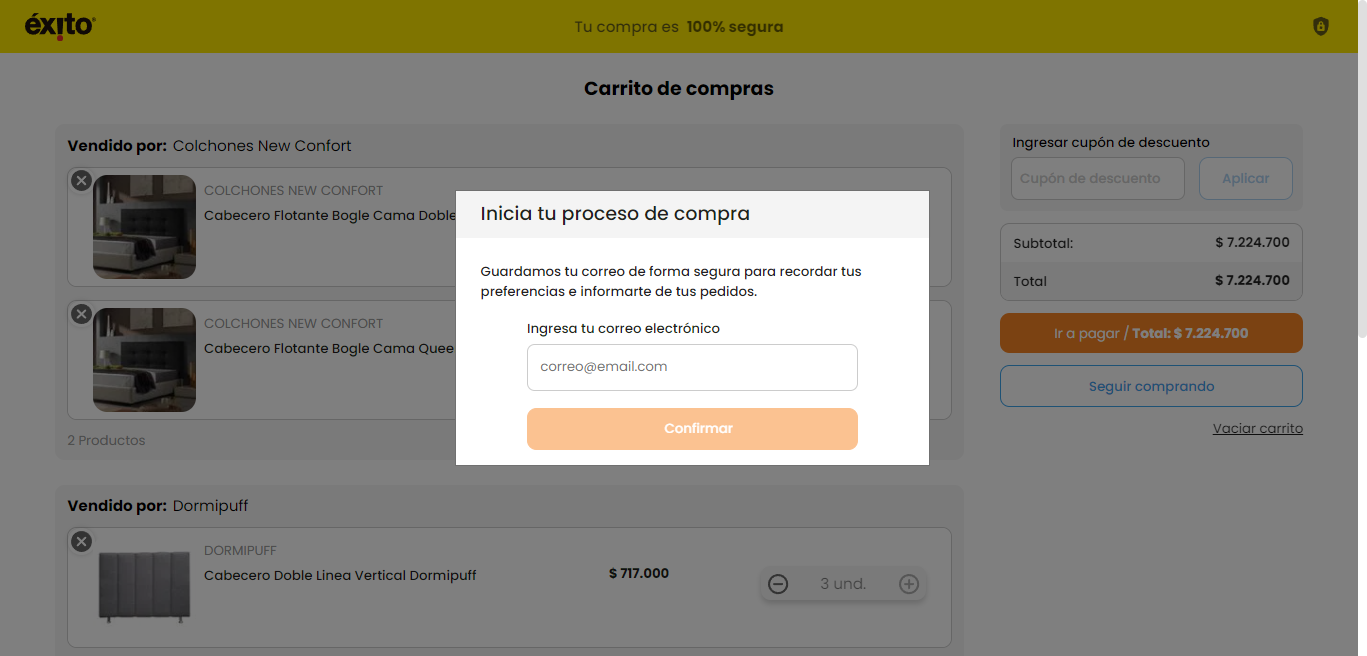 éxito
Tu compra es 100% segura
Carrito de compras
Vendido por: Colchones New Confort
COLCHONES NEW CONFORT
Cabecero Flotante Bogle Cama Doble
COLCHONES NEW CONFORT
Cabecero Flotante Bogle Cama Quee
2 Productos
Inicia tu proceso de compra
Guardamos tu correo de forma segura para recordar tus
preferencias e informarte de tus pedidos.
Ingresa tu correo electrónico
correo@email.com
Confirmar
Ingresar cupón de descuento
Cupón de descuento
Aplicar
Subtotal: $ 7.224.700
Total $ 7.224.700
Ir a pagar / Total: $ 7.224.700
Seguir comprando
Vaciar carrito
Vendido por: Dormipuff
DORMIPUFF
Cabecero Doble Linea Vertical Dormipuff
$ 717.000
3 und.